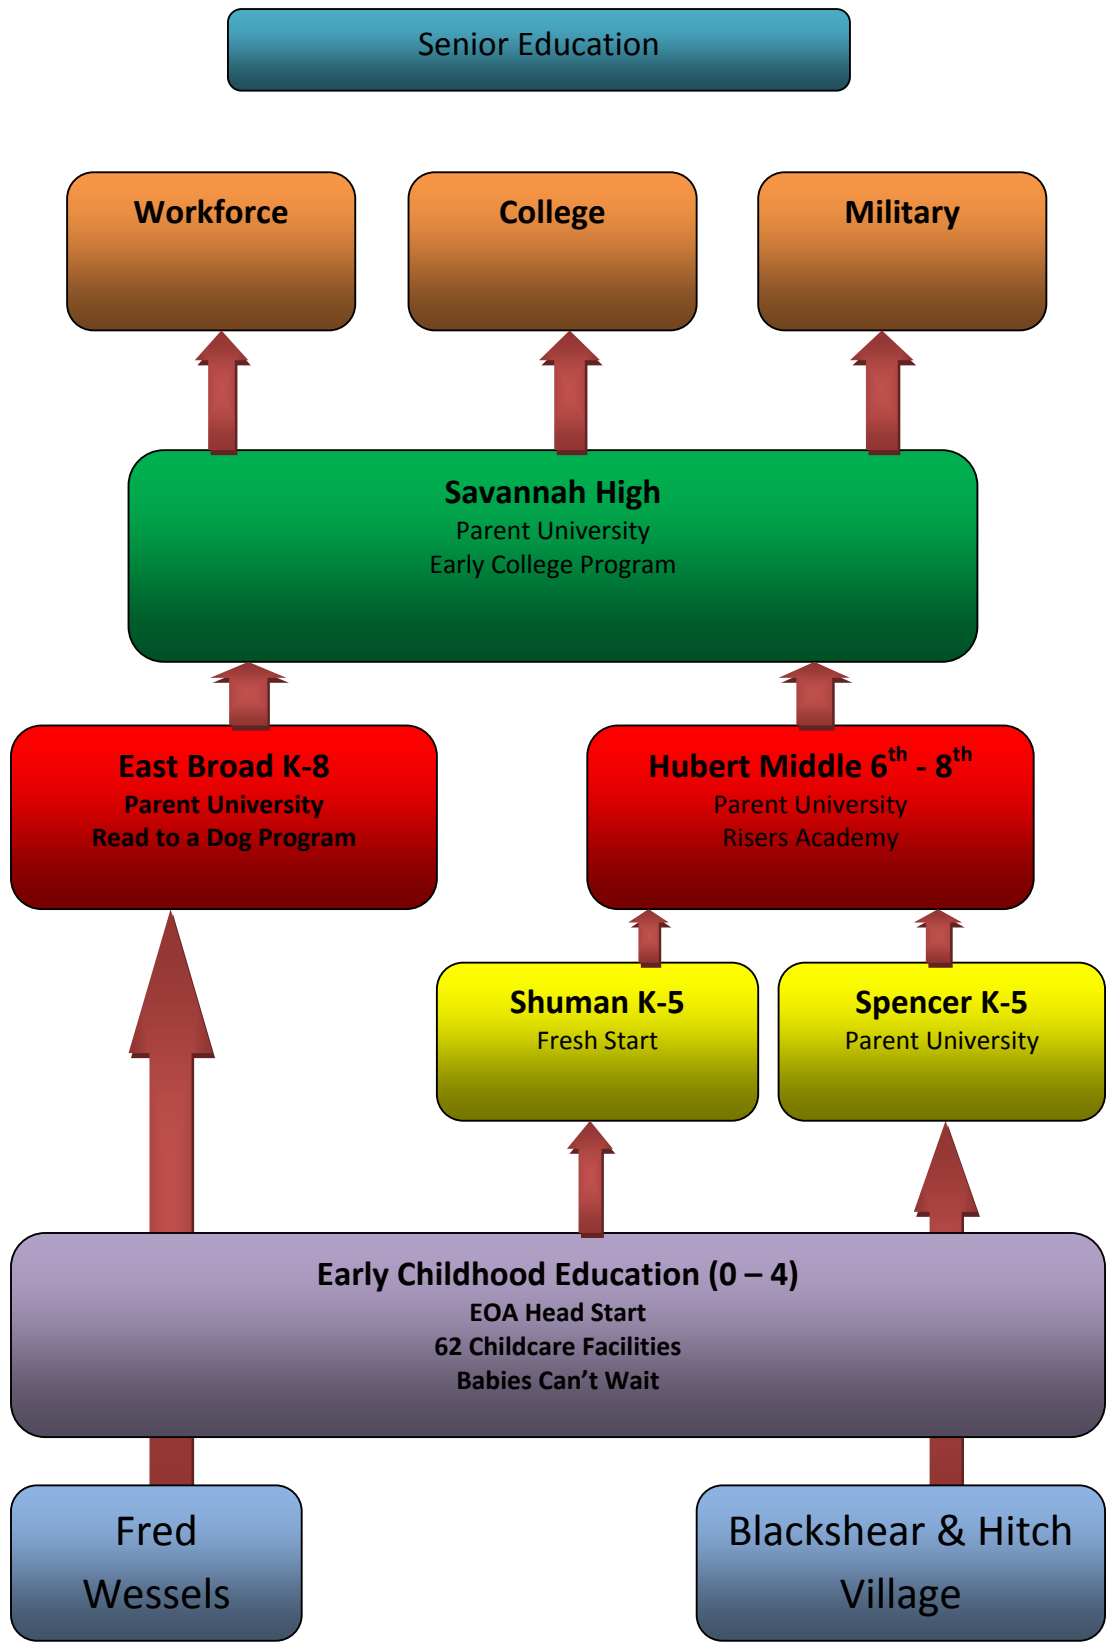 Senior Education
Workforce
College
Military
Savannah High
Parent University
Early College Program
East Broad K-8
Parent University
Read to a Dog Program
Hubert Middle 6th - 8th
Parent University
Risers Academy
Shuman K-5
Fresh Start
Spencer K-5
Parent University
Early Childhood Education (0 – 4)
EOA Head Start
62 Childcare Facilities
Babies Can’t Wait
Fred
Wessels
Blackshear & Hitch
Village